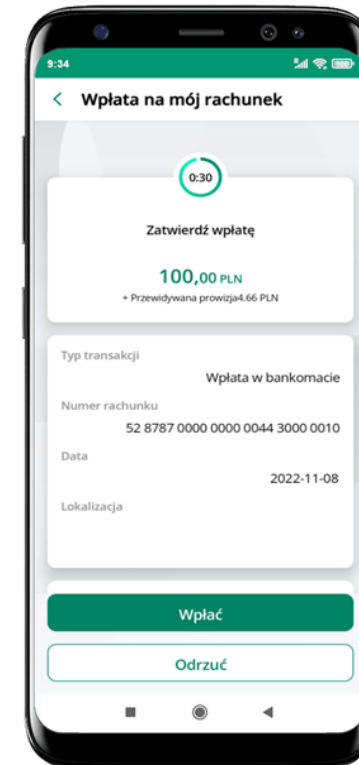 9:34
Wpłata na mój rachunek
0:30
Zatwierdź wpłatę
100,00 PLN
+ Przewidywana prowizja4.66 PLN
Typ transakcji
Wpłata w bankomacie
Numer rachunku
52 8787 0000 0000 0044 3000 0010
Data
2022-11-08
Lokalizacja
Wpłać
Odrzuć